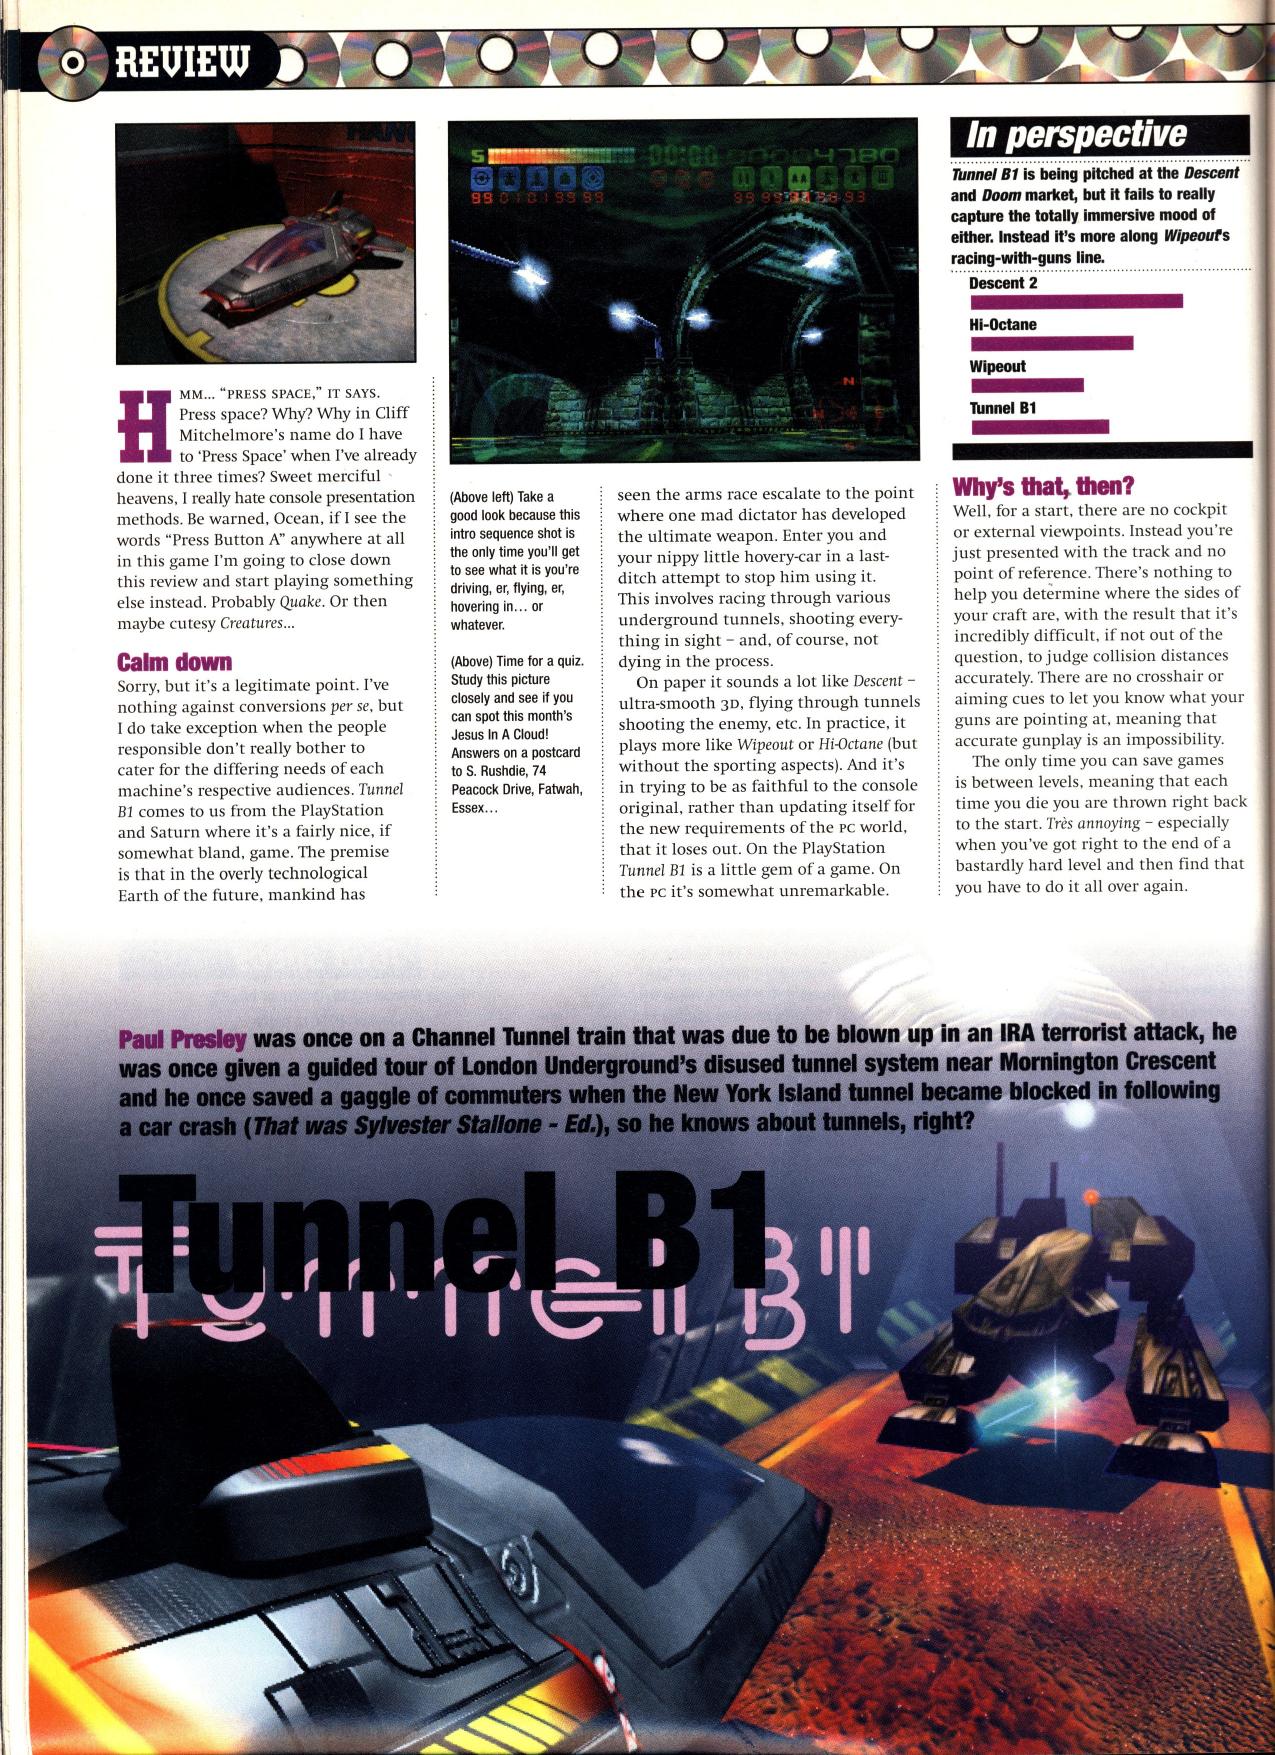 REVIEW
HMM... “PRESS SPACE,” IT SAYS.
Press space? Why? Why in Cliff
Mitchelmore’s name do I have
to ‘Press Space’ when I’ve already
done it three times? Sweet merciful
heavens, I really hate console presentation
methods. Be warned, Ocean, if I see the
words “Press Button A” anywhere at all
in this game I’m going to close down
this review and start playing something
else instead. Probably Quake. Or then
maybe cutesy Creatures...
Calm down
Sorry, but it’s a legitimate point. I’ve
nothing against conversions per se, but
I do take exception when the people
responsible don’t really bother to
cater for the differing needs of each
machine’s respective audiences. Tunnel
B1 comes to us from the PlayStation
and Saturn where it’s a fairly nice, if
somewhat bland, game. The premise
is that in the overly technological
Earth of the future, mankind has
S
00:00
4780
(Above left) Take a
good look because this
intro sequence shot is
the only time you’ll get
to see what it is you’re
driving, er, flying, er,
hovering in... or
whatever.
(Above) Time for a quiz.
Study this picture
closely and see if you
can spot this month’s
Jesus In A Cloud!
Answers on a postcard
to S. Rushdie, 74
Peacock Drive, Fatwah,
Essex...
seen the arms race escalate to the point
where one mad dictator has developed
the ultimate weapon. Enter you and
your nippy little hovery-car in a last-
ditch attempt to stop him using it.
This involves racing through various
underground tunnels, shooting every-
thing in sight – and, of course, not
dying in the process.
On paper it sounds a lot like Descent –
ultra-smooth 3D, flying through tunnels
shooting the enemy, etc. In practice, it
plays more like Wipeout or Hi-Octane (but
without the sporting aspects). And it’s
in trying to be as faithful to the console
original, rather than updating itself for
the new requirements of the PC world,
that it loses out. On the PlayStation
Tunnel B1 is a little gem of a game. On
the PC it’s somewhat unremarkable.
In perspective
Tunnel B1 is being pitched at the Descent
and Doom market, but it fails to really
capture the totally immersive mood of
either. Instead it’s more along Wipeout’s
racing-with-guns line.
Descent 2
Hi-Octane
Wipeout
Tunnel B1
Why’s that, then?
Well, for a start, there are no cockpit
or external viewpoints. Instead you’re
just presented with the track and no
point of reference. There’s nothing to
help you determine where the sides of
your craft are, with the result that it’s
incredibly difficult, if not out of the
question, to judge collision distances
accurately. There are no crosshair or
aiming cues to let you know what your
guns are pointing at, meaning that
accurate gunplay is an impossibility.
The only time you can save games
is between levels, meaning that each
time you die you are thrown right back
to the start. Très annoying – especially
when you’ve got right to the end of a
bastardly hard level and then find that
you have to do it all over again.
Paul Presley was once on a Channel Tunnel train that was due to be blown up in an IRA terrorist attack, he
was once given a guided tour of London Underground’s disused tunnel system near Mornington Crescent
and he once saved a gaggle of commuters when the New York Island tunnel became blocked in following
a car crash (That was Sylvester Stallone - Ed.), so he knows about tunnels, right?
Tunnel B1
Tunnel B1